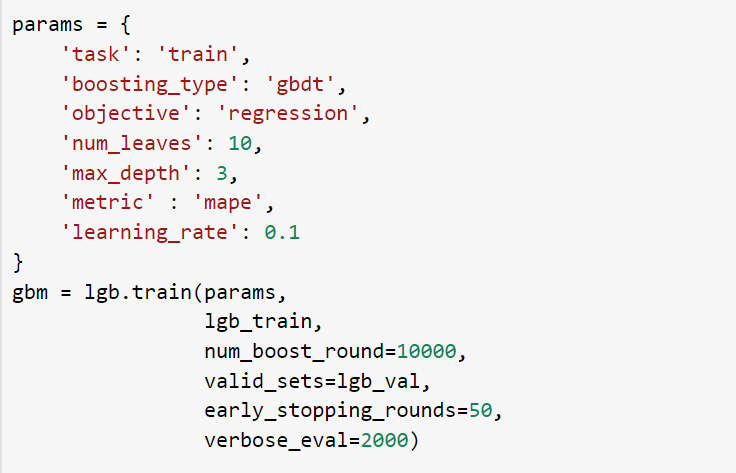 params = {
    'task': 'train',
    'boosting_type': 'gbdt',
    'objective': 'regression',
    'num_leaves': 10,
    'max_depth': 3,
    'metric' : 'mape',
    'learning_rate': 0.1
}
gbm = lgb.train(params,
                lgb_train,
                num_boost_round=10000,
                valid_sets=lgb_val,
                early_stopping_rounds=50,
                verbose_eval=2000)